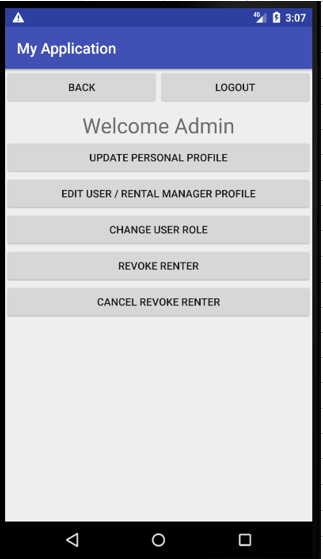 4G 3:07
My Application
BACK LOGOUT
Welcome Admin
UPDATE PERSONAL PROFILE
EDIT USER / RENTAL MANAGER PROFILE
CHANGE USER ROLE
REVOKE RENTER
CANCEL REVOKE RENTER